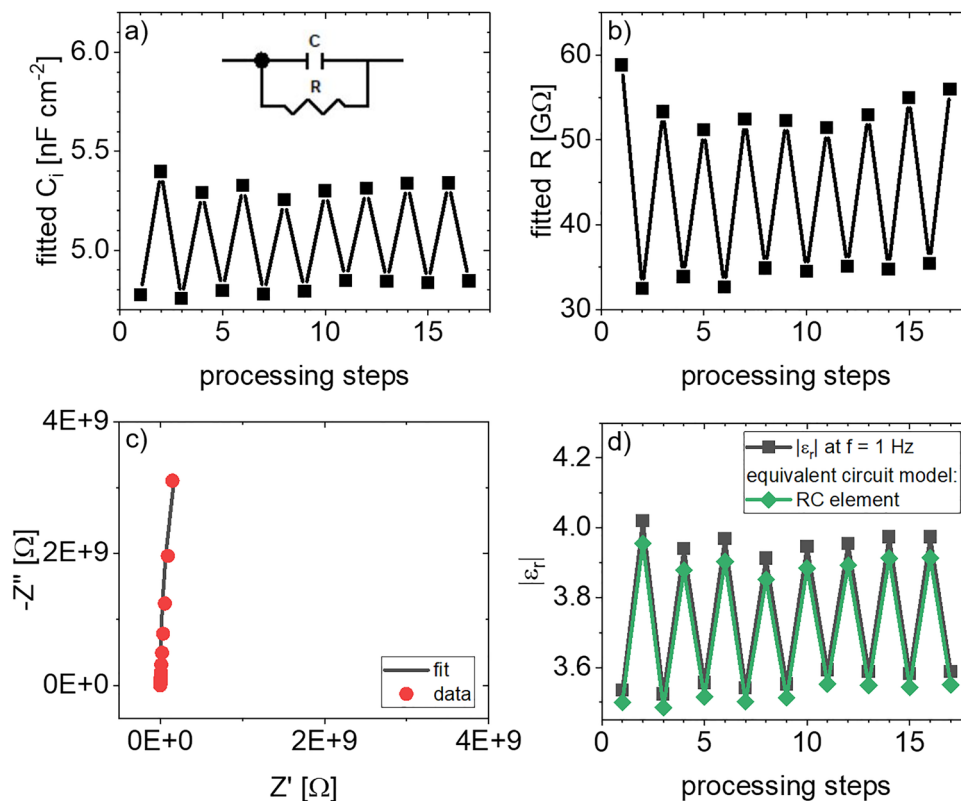 a)
fitted Cᵢ [nF cm⁻²]
6.0
5.5
5.0
C
R
0 5 10 15
processing steps
b)
fitted R [GΩ]
60
50
40
30
0 5 10 15
processing steps
c)
-Z'' [Ω]
4E+9
2E+9
0E+0
fit
data
0E+0 2E+9 4E+9
Z' [Ω]
d)
|εᵣ|
4.2
4.0
3.8
3.6
|εᵣ| at f = 1 Hz
equivalent circuit model:
RC element
0 5 10 15
processing steps